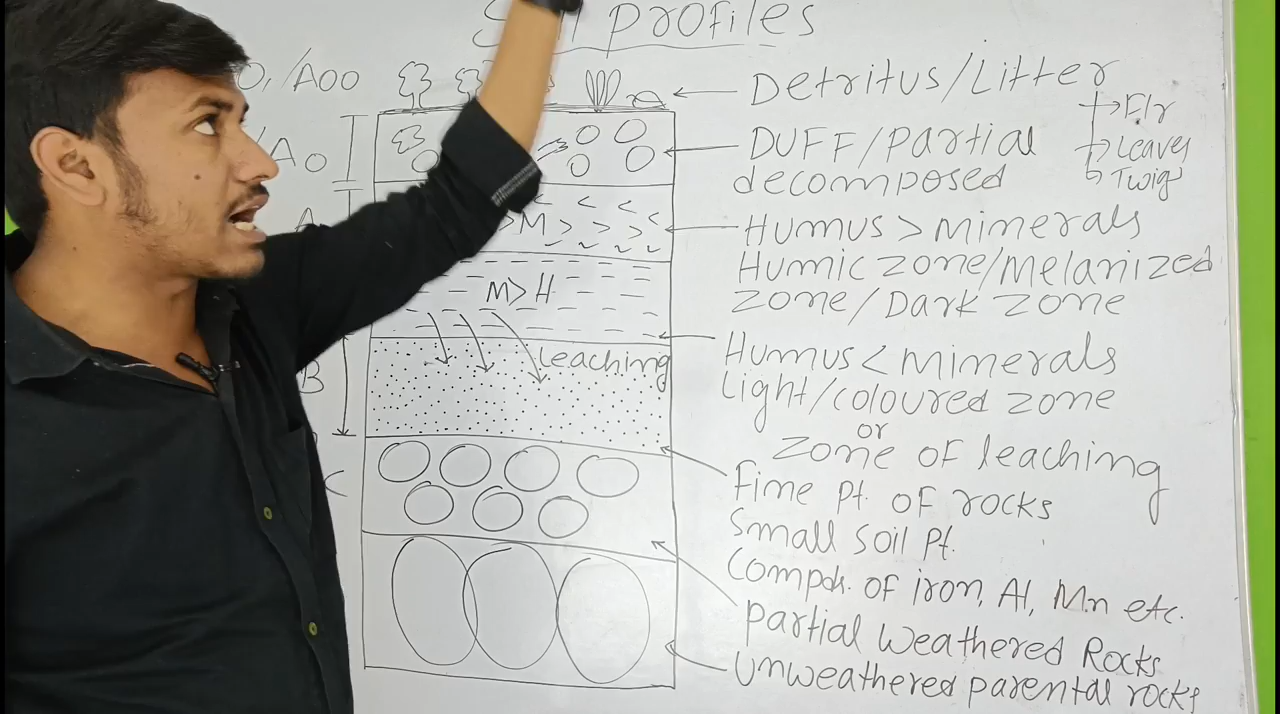 profiles
/A00
Detritus/Litter
Flr
Leaves
Twigs
/A0
DUFF/Partial
decomposed
A
>M
Humus > minerals
Humic zone/melanized
zone/Dark zone
M>H
leaching
Humus < minerals
Light/coloured zone
or
zone of leaching
B
Fine Pt. of rocks
Small soil Pt.
Compds. of iron, Al, Mn etc.
C
Partial Weathered Rocks
Unweathered parental rocks